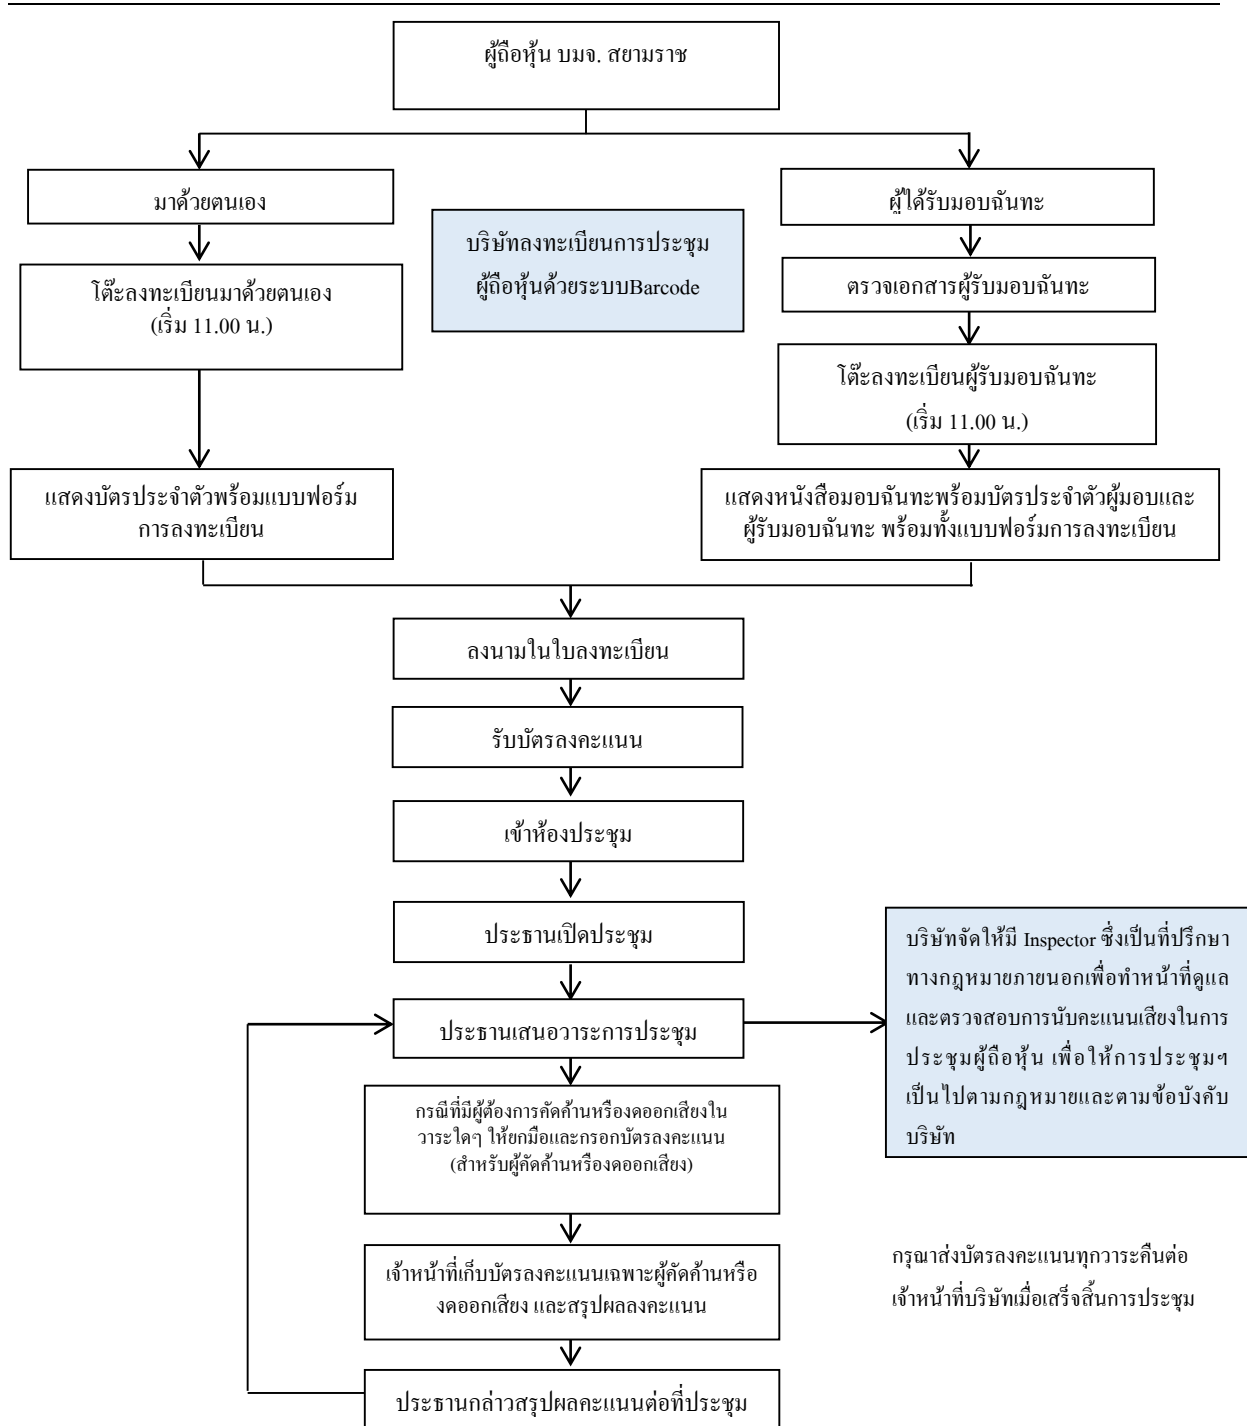 ผู้ถือหุ้น บมจ. สยามราช
มาด้วยตนเอง
ผู้ได้รับมอบฉันทะ
บริษัทลงทะเบียนการประชุม
ผู้ถือหุ้นด้วยระบบBarcode
โต๊ะลงทะเบียนมาด้วยตนเอง
(เริ่ม 11.00 น.)
ตรวจเอกสารผู้รับมอบฉันทะ
โต๊ะลงทะเบียนผู้รับมอบฉันทะ
(เริ่ม 11.00 น.)
แสดงบัตรประจำตัวพร้อมแบบฟอร์ม
การลงทะเบียน
แสดงหนังสือมอบฉันทะพร้อมบัตรประจำตัวผู้มอบและ
ผู้รับมอบฉันทะ พร้อมทั้งแบบฟอร์มการลงทะเบียน
ลงนามในใบลงทะเบียน
รับบัตรลงคะแนน
เข้าห้องประชุม
ประธานเปิดประชุม
ประธานเสนอวาระการประชุม
บริษัทจัดให้มี Inspector ซึ่งเป็นที่ปรึกษา
ทางกฎหมายภายนอกเพื่อทำหน้าที่ดูแล
และตรวจสอบการนับคะแนนเสียงในการ
ประชุมผู้ถือหุ้น เพื่อให้การประชุมฯ
เป็นไปตามกฎหมายและตามข้อบังคับ
บริษัท
กรณีที่มีผู้ต้องการคัดค้านหรืองดออกเสียงใน
วาระใดๆ ให้ยกมือและกรอกบัตรลงคะแนน
(สำหรับผู้คัดค้านหรืองดออกเสียง)
เจ้าหน้าที่เก็บบัตรลงคะแนนเฉพาะผู้คัดค้านหรือ
งดออกเสียง และสรุปผลลงคะแนน
กรุณาส่งบัตรลงคะแนนทุกวาระคืนต่อ
เจ้าหน้าที่บริษัทเมื่อเสร็จสิ้นการประชุม
ประธานกล่าวสรุปผลคะแนนต่อที่ประชุม